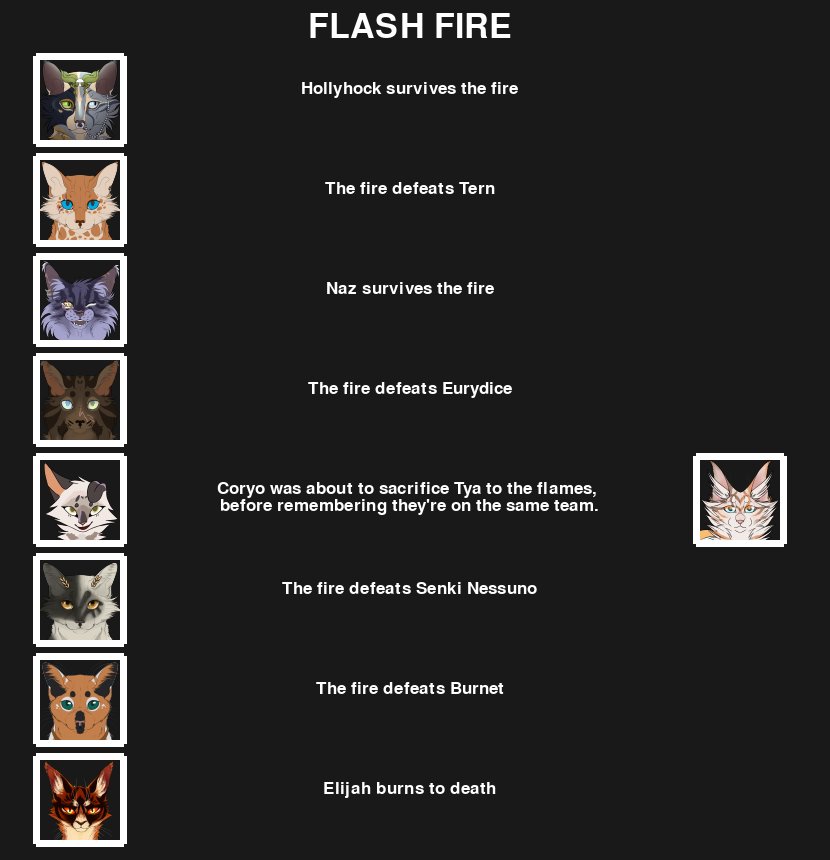 FLASH FIRE
Hollyhock survives the fire
The fire defeats Tern
Naz survives the fire
The fire defeats Eurydice
Coryo was about to sacrifice Tya to the flames,
before remembering they're on the same team.
The fire defeats Senki Nessuno
The fire defeats Burnet
Elijah burns to death